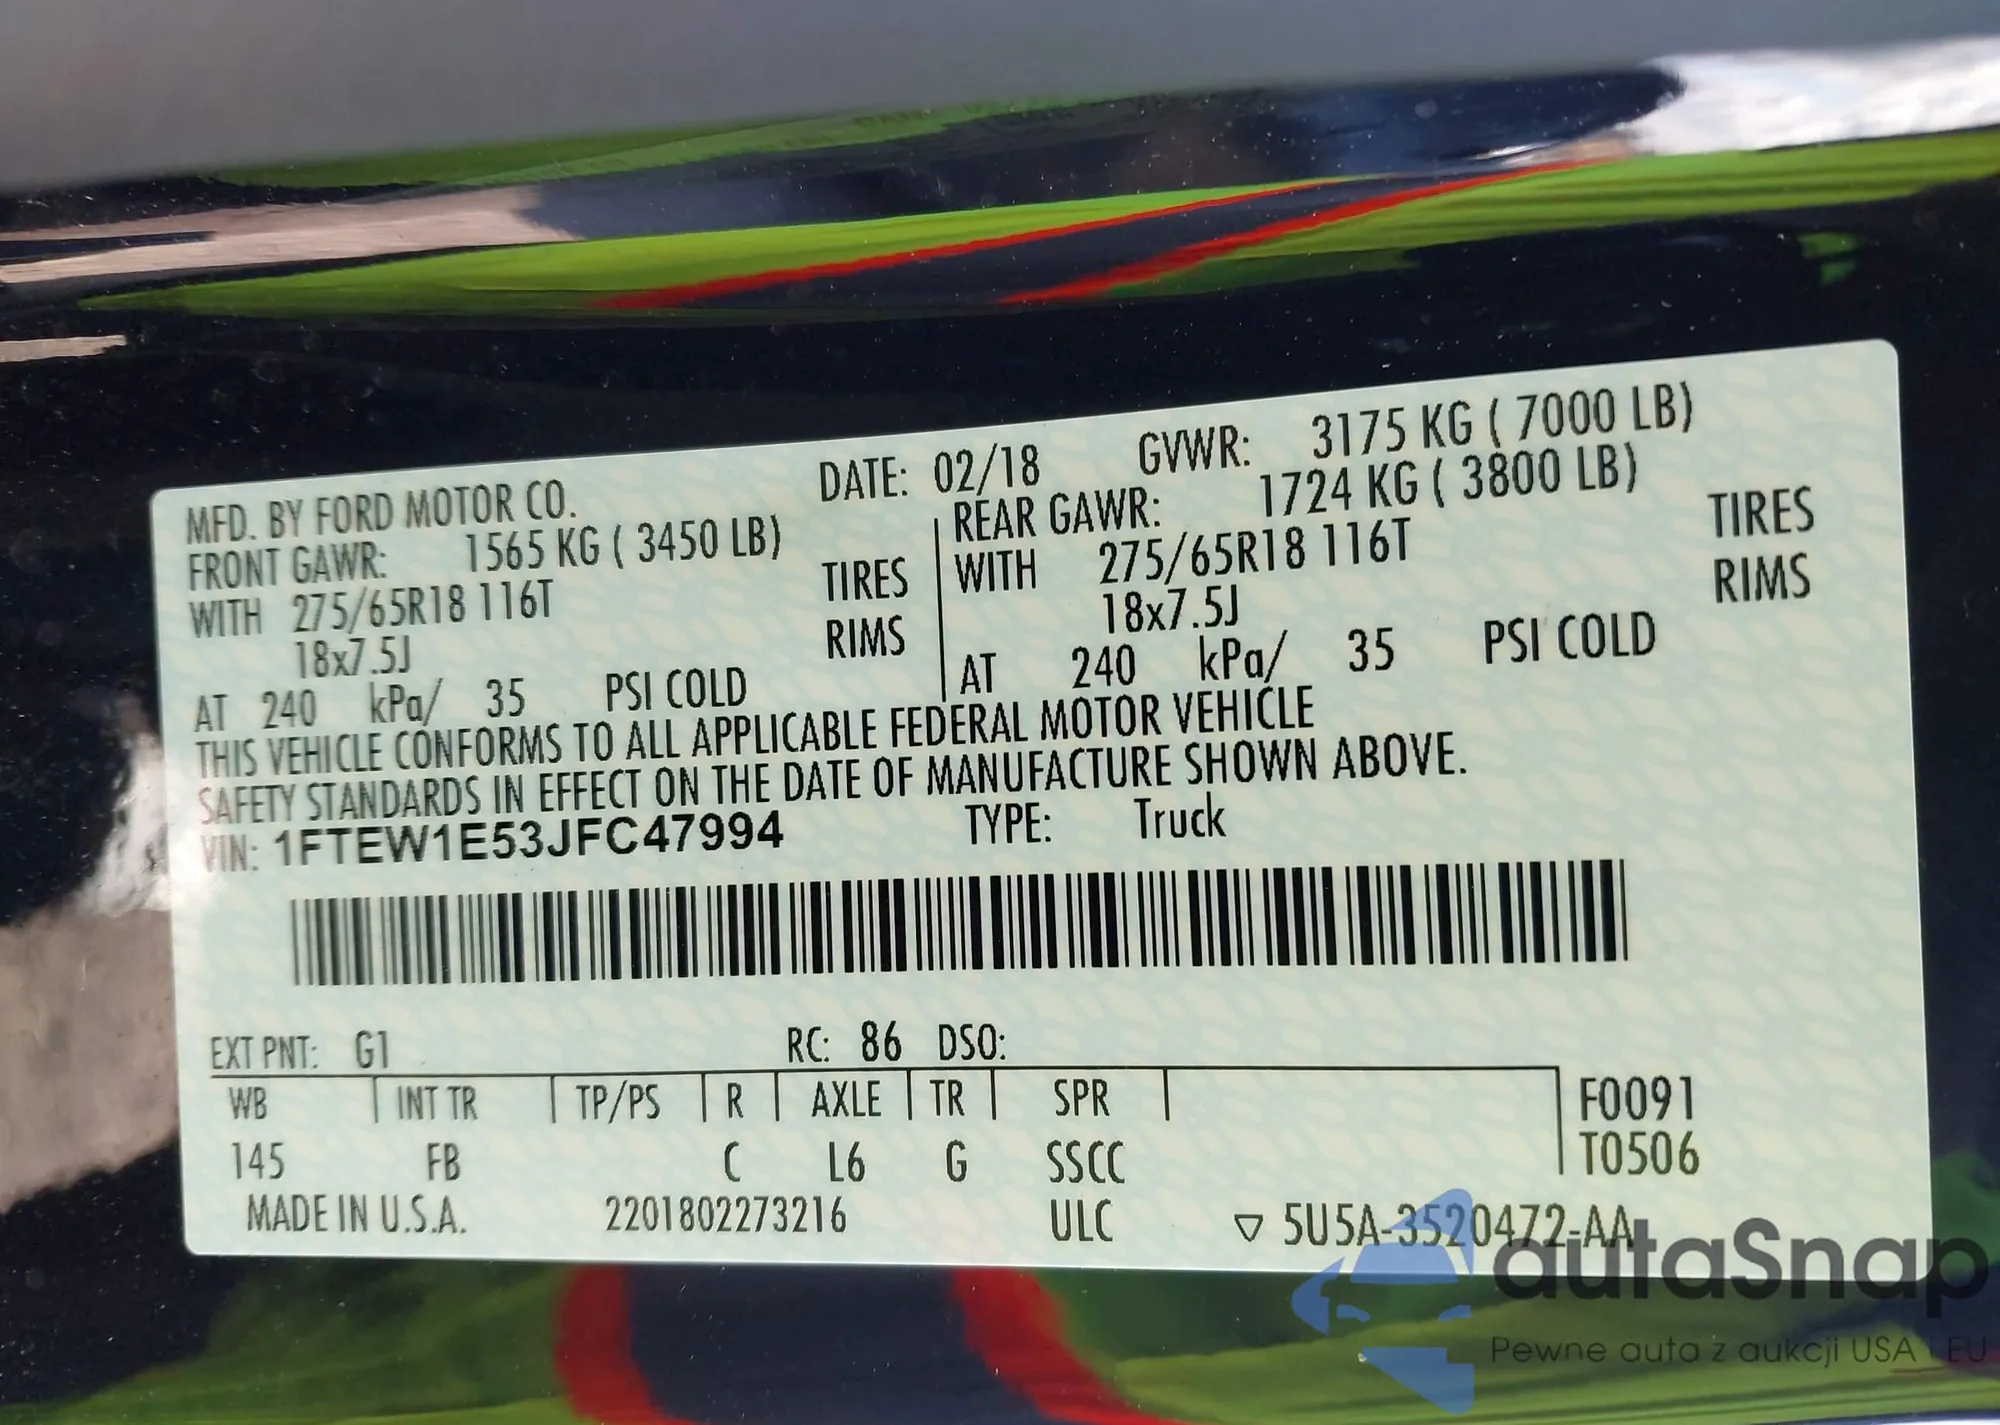 MFD. BY FORD MOTOR CO. DATE: 02/18 GVWR: 3175 KG ( 7000 LB)
FRONT GAWR: 1565 KG ( 3450 LB) REAR GAWR: 1724 KG ( 3800 LB)
WITH 275/65R18 116T TIRES WITH 275/65R18 116T TIRES
18x7.5J RIMS 18x7.5J RIMS
AT 240 kPa/ 35 PSI COLD AT 240 kPa/ 35 PSI COLD
THIS VEHICLE CONFORMS TO ALL APPLICABLE FEDERAL MOTOR VEHICLE
SAFETY STANDARDS IN EFFECT ON THE DATE OF MANUFACTURE SHOWN ABOVE.
VIN: 1FTEW1E53JFC47994 TYPE: Truck
EXT PNT: G1 RC: 86 DSO:
WB INT TR TP/PS R AXLE TR SPR F0091
145 FB C L6 G SSCC T0506
MADE IN U.S.A. 2201802273216 ULC ▽ 5U5A-3520472-AA
autaSnap
Pewne auta z aukcji USA i EU